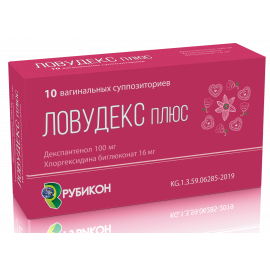 10 вагинальных суппозиториев
ЛОВУДЕКС ПЛЮС
Декспантенол 100 мг
Хлоргексидина биглюконат 16 мг
РУБИКОН
KG.1.3.59.06285-2019